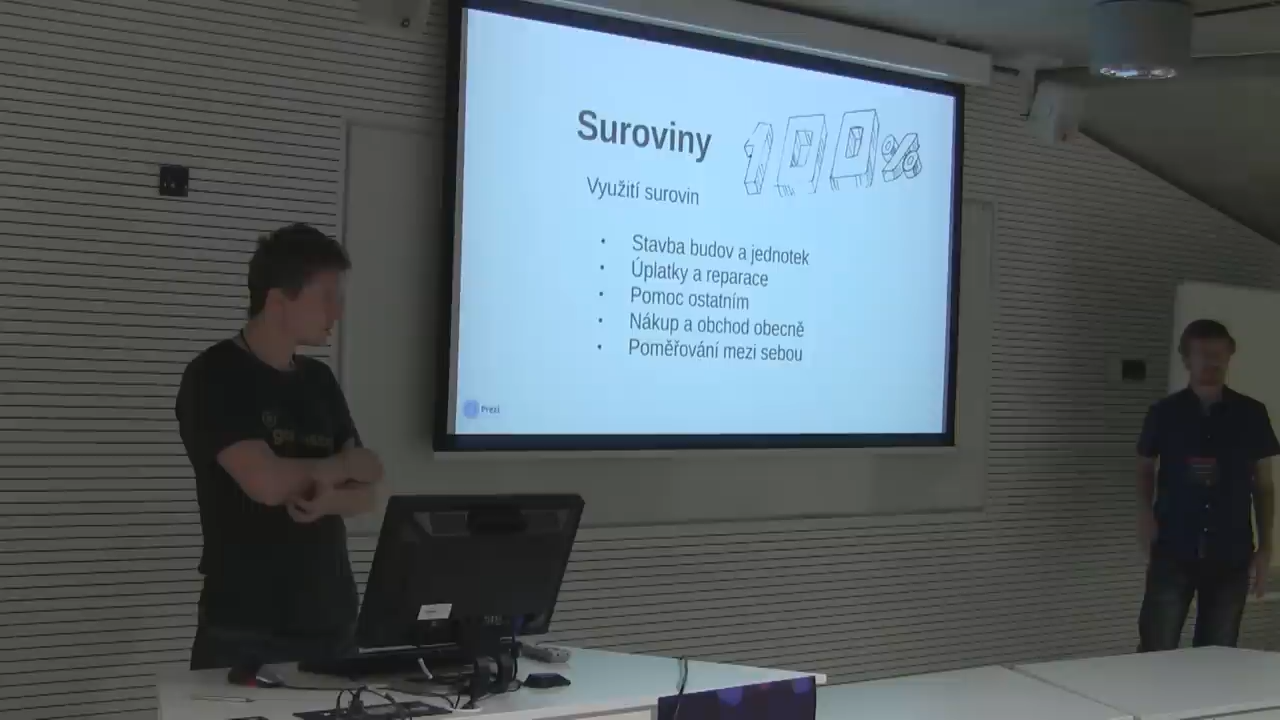 Suroviny
100%
Využití surovin
• Stavba budov a jednotek
• Úplatky a reparace
• Pomoc ostatním
• Nákup a obchod obecně
• Poměřování mezi sebou
Prezi